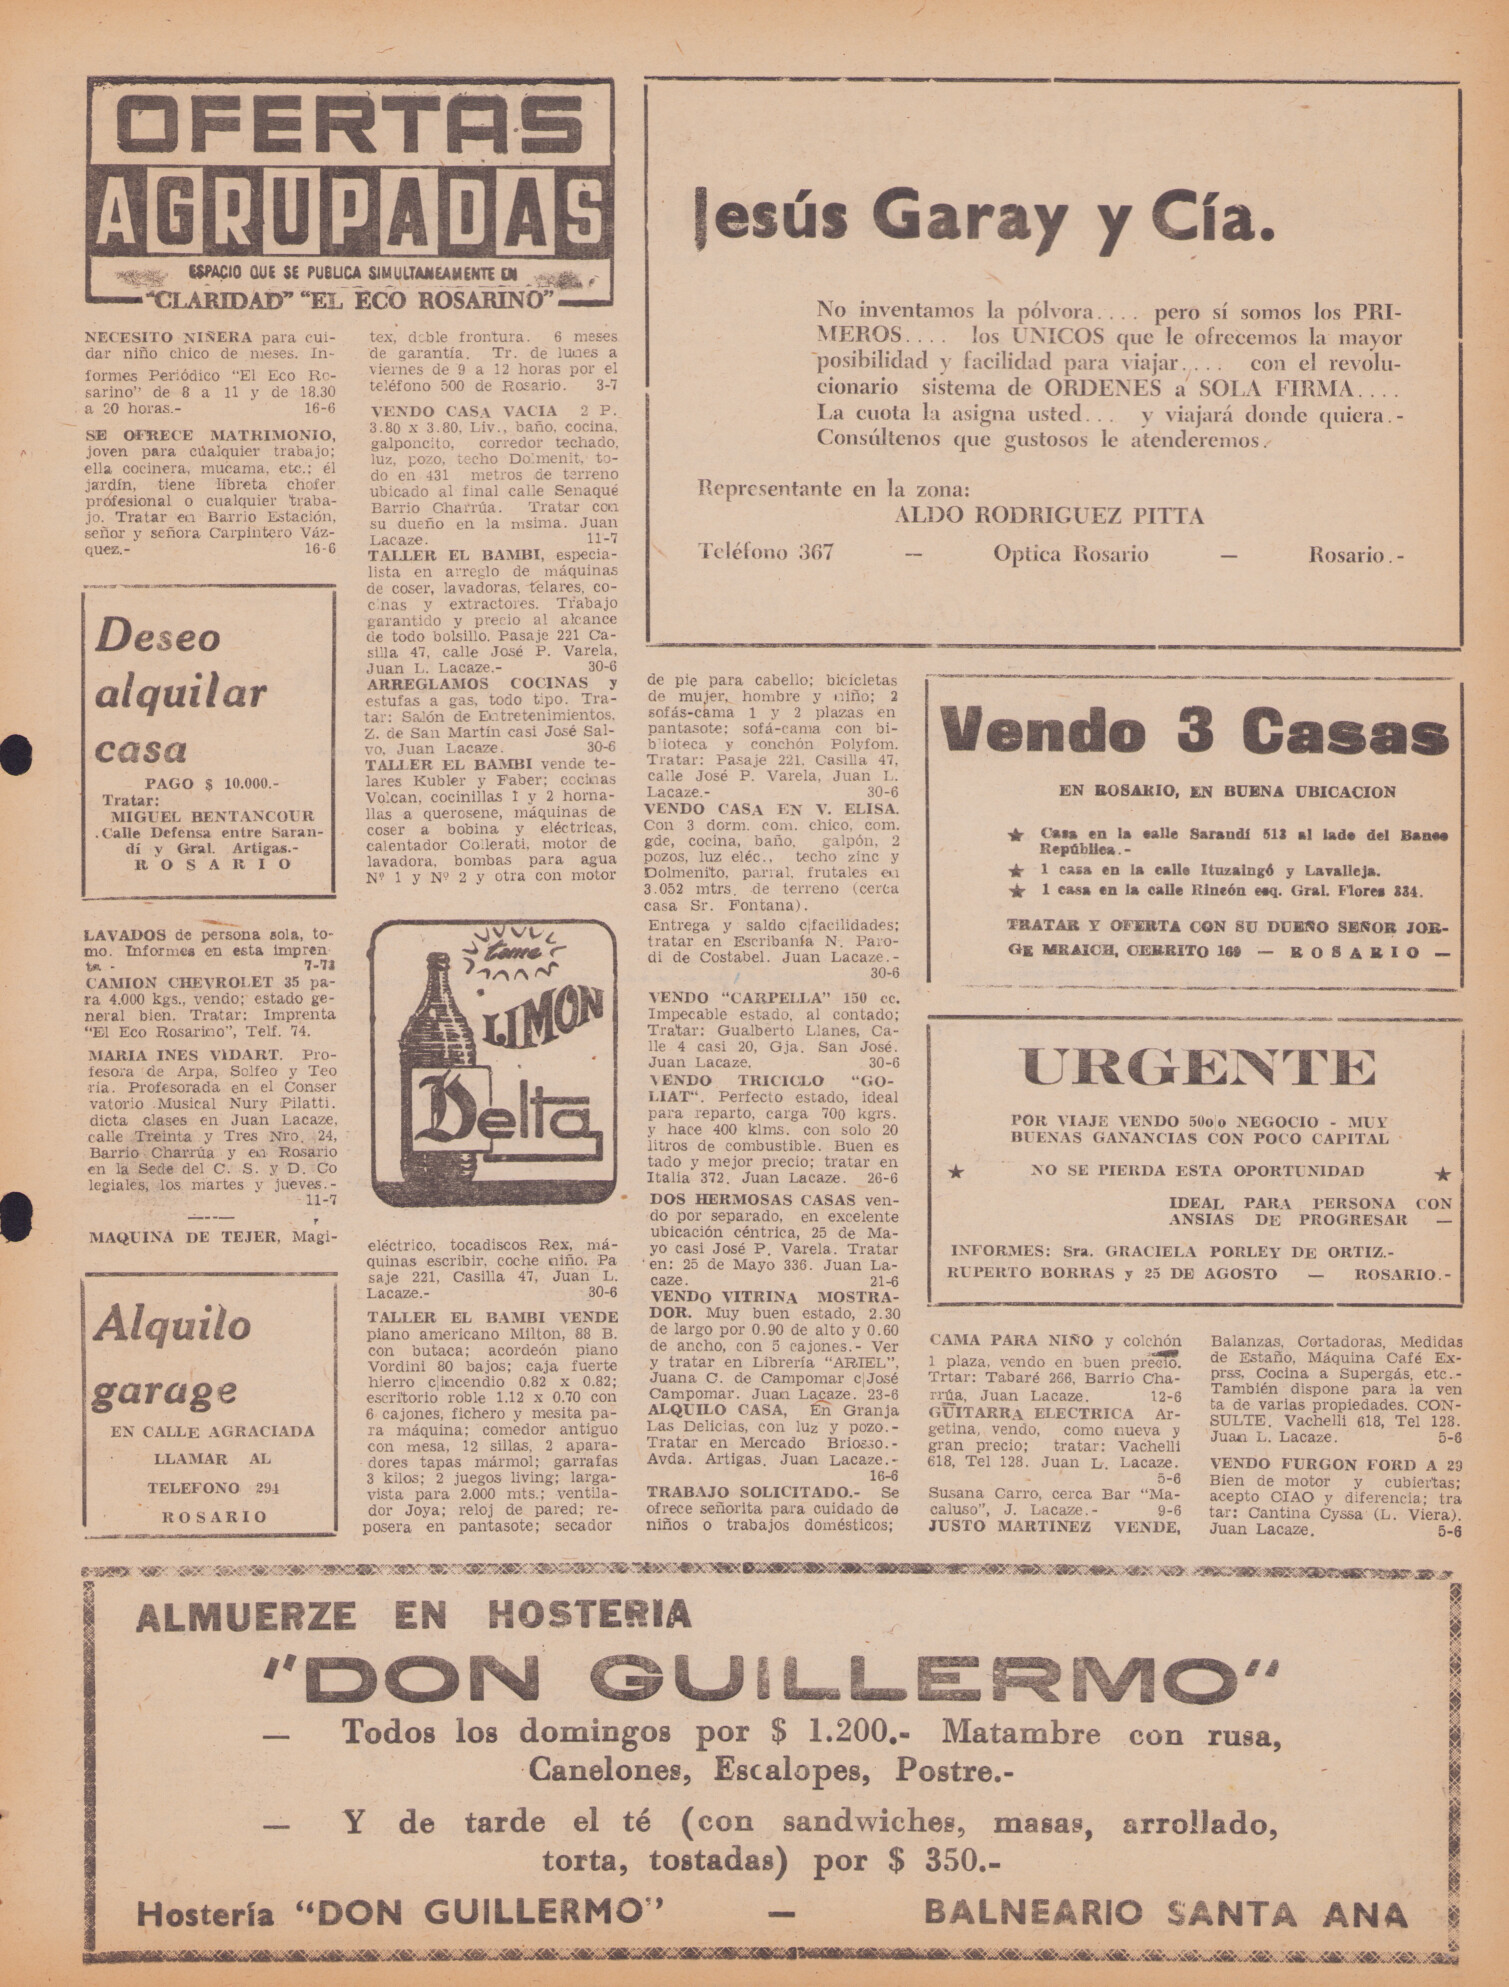 OFERTAS
AGRUPADAS
ESPACIO QUE SE PUBLICA SIMULTANEAMENTE EN
"CLARIDAD" "EL ECO ROSARINO"
NECESITO NIÑERA para cui-
dar niño chico de meses. In-
formes Periódico "El Eco Ro-
sarino" de 8 a 11 y de 18.30
a 20 horas.- 16-6
SE OFRECE MATRIMONIO,
joven para cualquier trabajo;
ella cocinera, mucama, etc.; él
jardín, tiene libreta chofer
profesional o cualquier traba-
jo. Tratar en Barrio Estación,
señor y señora Carpintero Váz-
quez.- 16-6
Deseo
alquilar
casa
PAGO $ 10.000.-
Tratar:
MIGUEL BENTANCOUR
Calle Defensa entre Saran-
dí y Gral. Artigas.-
ROSARIO
LAVADOS de persona sola, to-
mo. Informes en esta impren
ta.- 7-73
CAMION CHEVROLET 35 pa-
ra 4.000 kgs., vendo; estado ge-
neral bien. Tratar: Imprenta
"El Eco Rosarino", Telf. 74.
MARIA INES VIDART. Pro-
fesora de Arpa, Solfeo y Teo
ría. Profesorada en el Conser
vatorio Musical Nury Pilatti.
dicta clases en Juan Lacaze,
calle Treinta y Tres Nro. 24,
Barrio Charrúa y en Rosario
en la Sede del C. S. y D. Co
legiales, los martes y jueves.-
11-7
MAQUINA DE TEJER, Magi-
Alquilo
garage
EN CALLE AGRACIADA
LLAMAR AL
TELEFONO 291
ROSARIO
tex, doble frontura. 6 meses
de garantía. Tr. de lunes a
viernes de 9 a 12 horas por el
teléfono 500 de Rosario. 3-7
VENDO CASA VACIA 2 P.
3.80 x 3.80, Liv., baño, cocina,
galponcito, corredor techado,
luz, pozo, techo Dolmenit, to-
do en 431 metros de terreno
ubicado al final calle Senaqué
Barrio Charrúa. Tratar con
su dueño en la msima. Juan
Lacaze. 11-7
TALLER EL BAMBI, especia-
lista en arreglo de máquinas
de coser, lavadoras, telares, co-
cinas y extractores. Trabajo
garantido y precio al alcance
de todo bolsillo. Pasaje 221 Ca-
silla 47, calle José P. Varela,
Juan L. Lacaze.- 30-6
ARREGLAMOS COCINAS y
estufas a gas, todo tipo. Tra-
tar: Salón de Entretenimientos,
Z. de San Martín casi José Sal-
vo, Juan Lacaze. 30-6
TALLER EL BAMBI vende te-
lares Kubler y Faber; cocinas
Volcan, cocinillas 1 y 2 horna-
llas a querosene, máquinas de
coser a bobina y eléctricas,
calentador Collerati, motor de
lavadora, bombas para agua
Nº 1 y Nº 2 y otra con motor
tome
LIMON
Delta
eléctrico, tocadiscos Rex, má-
quinas escribir, coche niño. Pa
saje 221, Casilla 47, Juan L.
Lacaze.- 30-6
TALLER EL BAMBI VENDE
piano americano Milton, 88 B.
con butaca; acordeón piano
Vordini 80 bajos; caja fuerte
hierro c|incendio 0.82 x 0.82;
escritorio roble 1.12 x 0.70 con
6 cajones, fichero y mesita pa-
ra máquina; comedor antiguo
con mesa, 12 sillas, 2 apara-
dores tapas mármol; garrafas
3 kilos; 2 juegos living; larga-
vista para 2.000 mts.; ventila-
dor Joya; reloj de pared; re-
posera en pantasote; secador
Jesús Garay y Cía.
No inventamos la pólvora.... pero sí somos los PRI-
MEROS.... los UNICOS que le ofrecemos la mayor
posibilidad y facilidad para viajar.... con el revolu-
cionario sistema de ORDENES a SOLA FIRMA....
La cuota la asigna usted... y viajará donde quiera.-
Consúltenos que gustosos le atenderemos.
Representante en la zona:
ALDO RODRIGUEZ PITTA
Teléfono 367 — Optica Rosario — Rosario.-
de pie para cabello; bicicletas
de mujer, hombre y niño; 2
sofás-cama 1 y 2 plazas en
pantasote; sofá-cama con bi-
blioteca y conchón Polyfom.
Tratar: Pasaje 221, Casilla 47,
calle José P. Varela, Juan L.
Lacaze.- 30-6
VENDO CASA EN V. ELISA.
Con 3 dorm. com. chico, com.
gde, cocina, baño, galpón, 2
pozos, luz eléc., techo zinc y
Dolmenito, parral, frutales en
3.052 mtrs. de terreno (cerca
casa Sr. Fontana).
Entrega y saldo c|facilidades;
tratar en Escribanía N. Paro-
di de Costabel. Juan Lacaze.-
30-6
VENDO "CARPELLA" 150 cc.
Impecable estado, al contado;
Tratar: Gualberto Llanes, Ca-
lle 4 casi 20, Gja. San José.
Juan Lacaze. 30-6
VENDO TRICICLO "GO-
LIAT". Perfecto estado, ideal
para reparto, carga 700 kgrs.
y hace 400 klms. con solo 20
litros de combustible. Buen es
tado y mejor precio; tratar en
Italia 372. Juan Lacaze. 26-6
DOS HERMOSAS CASAS ven-
do por separado, en excelente
ubicación céntrica, 25 de Ma-
yo casi José P. Varela. Tratar
en: 25 de Mayo 336. Juan La-
caze. 21-6
VENDO VITRINA MOSTRA-
DOR. Muy buen estado, 2.30
de largo por 0.90 de alto y 0.60
de ancho, con 5 cajones.- Ver
y tratar en Librería "ARIEL",
Juana C. de Campomar c|José
Campomar. Juan Lacaze. 23-6
ALQUILO CASA, En Granja
Las Delicias, con luz y pozo.-
Tratar en Mercado Briosso.-
Avda. Artigas. Juan Lacaze.-
16-6
TRABAJO SOLICITADO.- Se
ofrece señorita para cuidado de
niños o trabajos domésticos;
Vendo 3 Casas
EN ROSARIO, EN BUENA UBICACION
★ Casa en la calle Sarandí 513 al lado del Banco
República.-
★ 1 casa en la calle Ituzaingó y Lavalleja.
★ 1 casa en la calle Rincón esq. Gral. Flores 334.
TRATAR Y OFERTA CON SU DUEÑO SEÑOR JOR-
GE MRAICH, CERRITO 169 — ROSARIO —
URGENTE
POR VIAJE VENDO 50o|o NEGOCIO - MUY
BUENAS GANANCIAS CON POCO CAPITAL
★ NO SE PIERDA ESTA OPORTUNIDAD ★
IDEAL PARA PERSONA CON
ANSIAS DE PROGRESAR —
INFORMES: Sra. GRACIELA PORLEY DE ORTIZ.-
RUPERTO BORRAS y 25 DE AGOSTO — ROSARIO.-
CAMA PARA NIÑO y colchón
1 plaza, vendo en buen precio.
Trtar: Tabaré 266, Barrio Cha-
rrúa, Juan Lacaze. 12-6
GUITARRA ELECTRICA Ar-
getina, vendo, como nueva y
gran precio; tratar: Vachelli
618, Tel 128. Juan L. Lacaze.
5-6
Susana Carro, cerca Bar "Ma-
caluso", J. Lacaze.- 9-6
JUSTO MARTINEZ VENDE,
Balanzas, Cortadoras, Medidas
de Estaño, Máquina Café Ex-
prss, Cocina a Supergás, etc.-
También dispone para la ven
ta de varias propiedades. CON-
SULTE. Vachelli 618, Tel 128.
Juan L. Lacaze. 5-6
VENDO FURGON FORD A 29
Bien de motor y cubiertas;
acepto CIAO y diferencia; tra
tar: Cantina Cyssa (L. Viera).
Juan Lacaze. 5-6
ALMUERZE EN HOSTERIA
"DON GUILLERMO"
— Todos los domingos por $ 1.200.- Matambre con rusa,
Canelones, Escalopes, Postre.-
— Y de tarde el té (con sandwiches, masas, arrollado,
torta, tostadas) por $ 350.-
Hostería "DON GUILLERMO" — BALNEARIO SANTA ANA